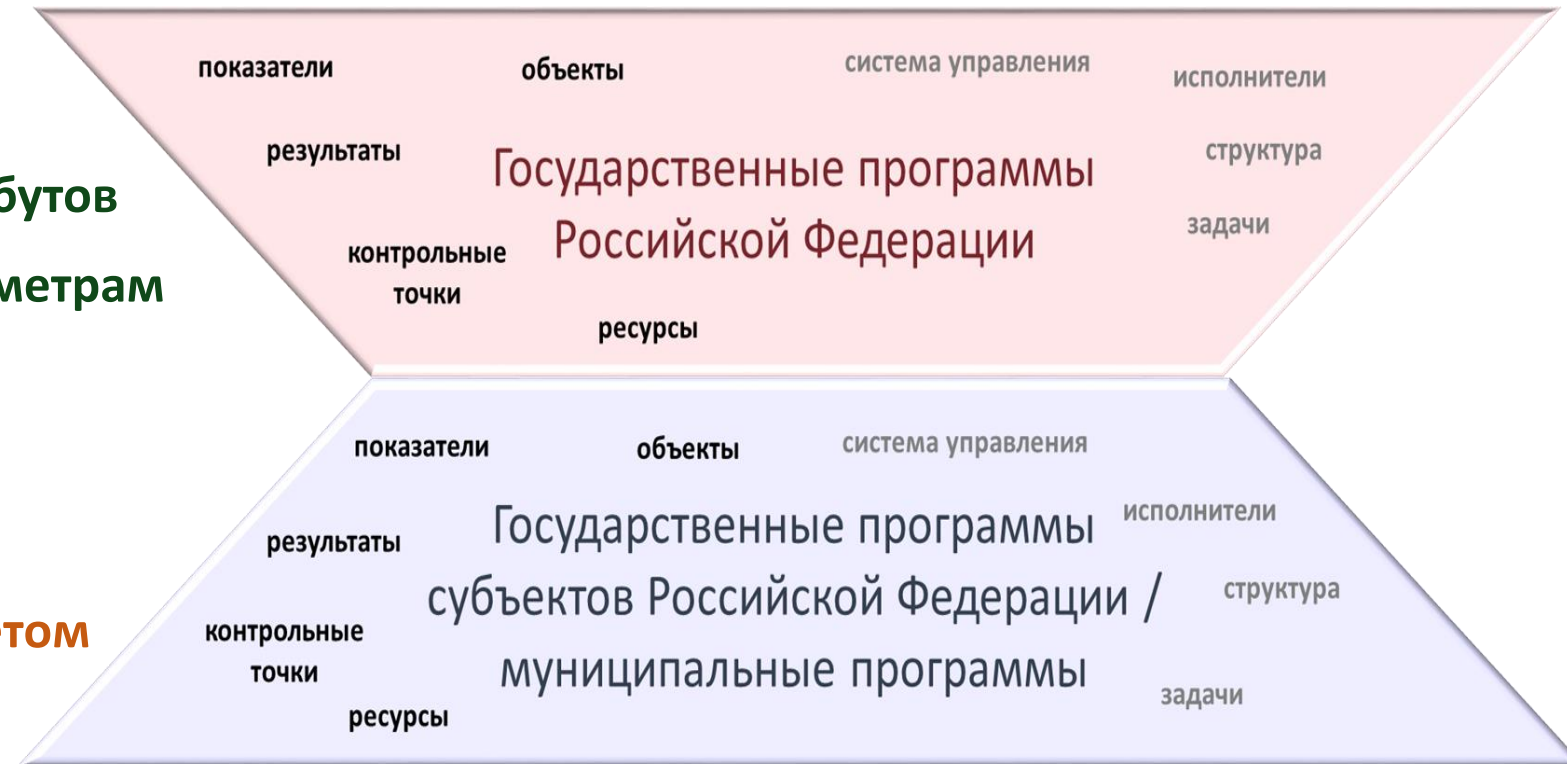 показатели
объекты
система управления
исполнители
результаты
структура
Государственные программы
Российской Федерации
задачи
контрольные
точки
ресурсы
бутов
метрам
показатели
объекты
система управления
исполнители
Государственные программы
субъектов Российской Федерации /
муниципальные программы
результаты
структура
контрольные
точки
ресурсы
задачи
том